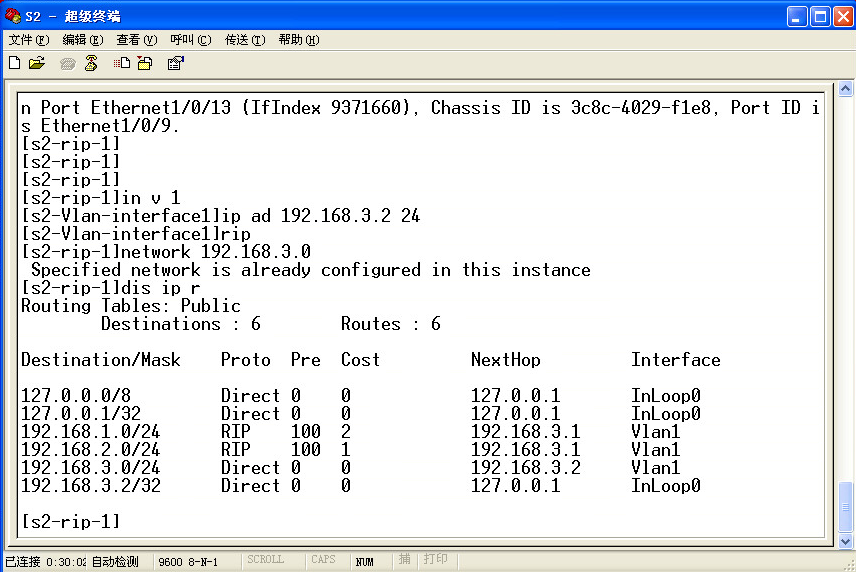 S2 - 超级终端
文件(F) 编辑(E) 查看(V) 呼叫(C) 传送(T) 帮助(H)
n Port Ethernet1/0/13 (IfIndex 9371660), Chassis ID is 3c8c-4029-f1e8, Port ID i
s Ethernet1/0/9.
[s2-rip-1]
[s2-rip-1]
[s2-rip-1]
[s2-rip-1]in v 1
[s2-Vlan-interface1]ip ad 192.168.3.2 24
[s2-Vlan-interface1]rip
[s2-rip-1]network 192.168.3.0
 Specified network is already configured in this instance
[s2-rip-1]dis ip r
Routing Tables: Public
        Destinations : 6        Routes : 6
Destination/Mask    Proto  Pre  Cost         NextHop         Interface
127.0.0.0/8         Direct 0    0            127.0.0.1       InLoop0
127.0.0.1/32        Direct 0    0            127.0.0.1       InLoop0
192.168.1.0/24      RIP    100  2            192.168.3.1     Vlan1
192.168.2.0/24      RIP    100  1            192.168.3.1     Vlan1
192.168.3.0/24      Direct 0    0            192.168.3.2     Vlan1
192.168.3.2/32      Direct 0    0            127.0.0.1       InLoop0
[s2-rip-1]
已连接 0:30:02 自动检测 9600 8-N-1 SCROLL CAPS NUM 捕 打印